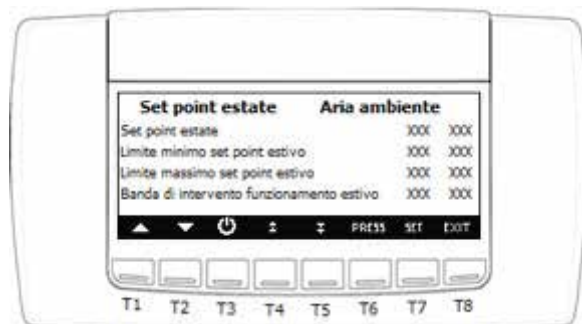 Set point estate Aria ambiente
Set point estate XXX XXX
Limite minimo set point estivo XXX XXX
Limite massimo set point estivo XXX XXX
Banda di intervento funzionamento estivo XXX XXX
PRESS SET EXIT
T1 T2 T3 T4 T5 T6 T7 T8